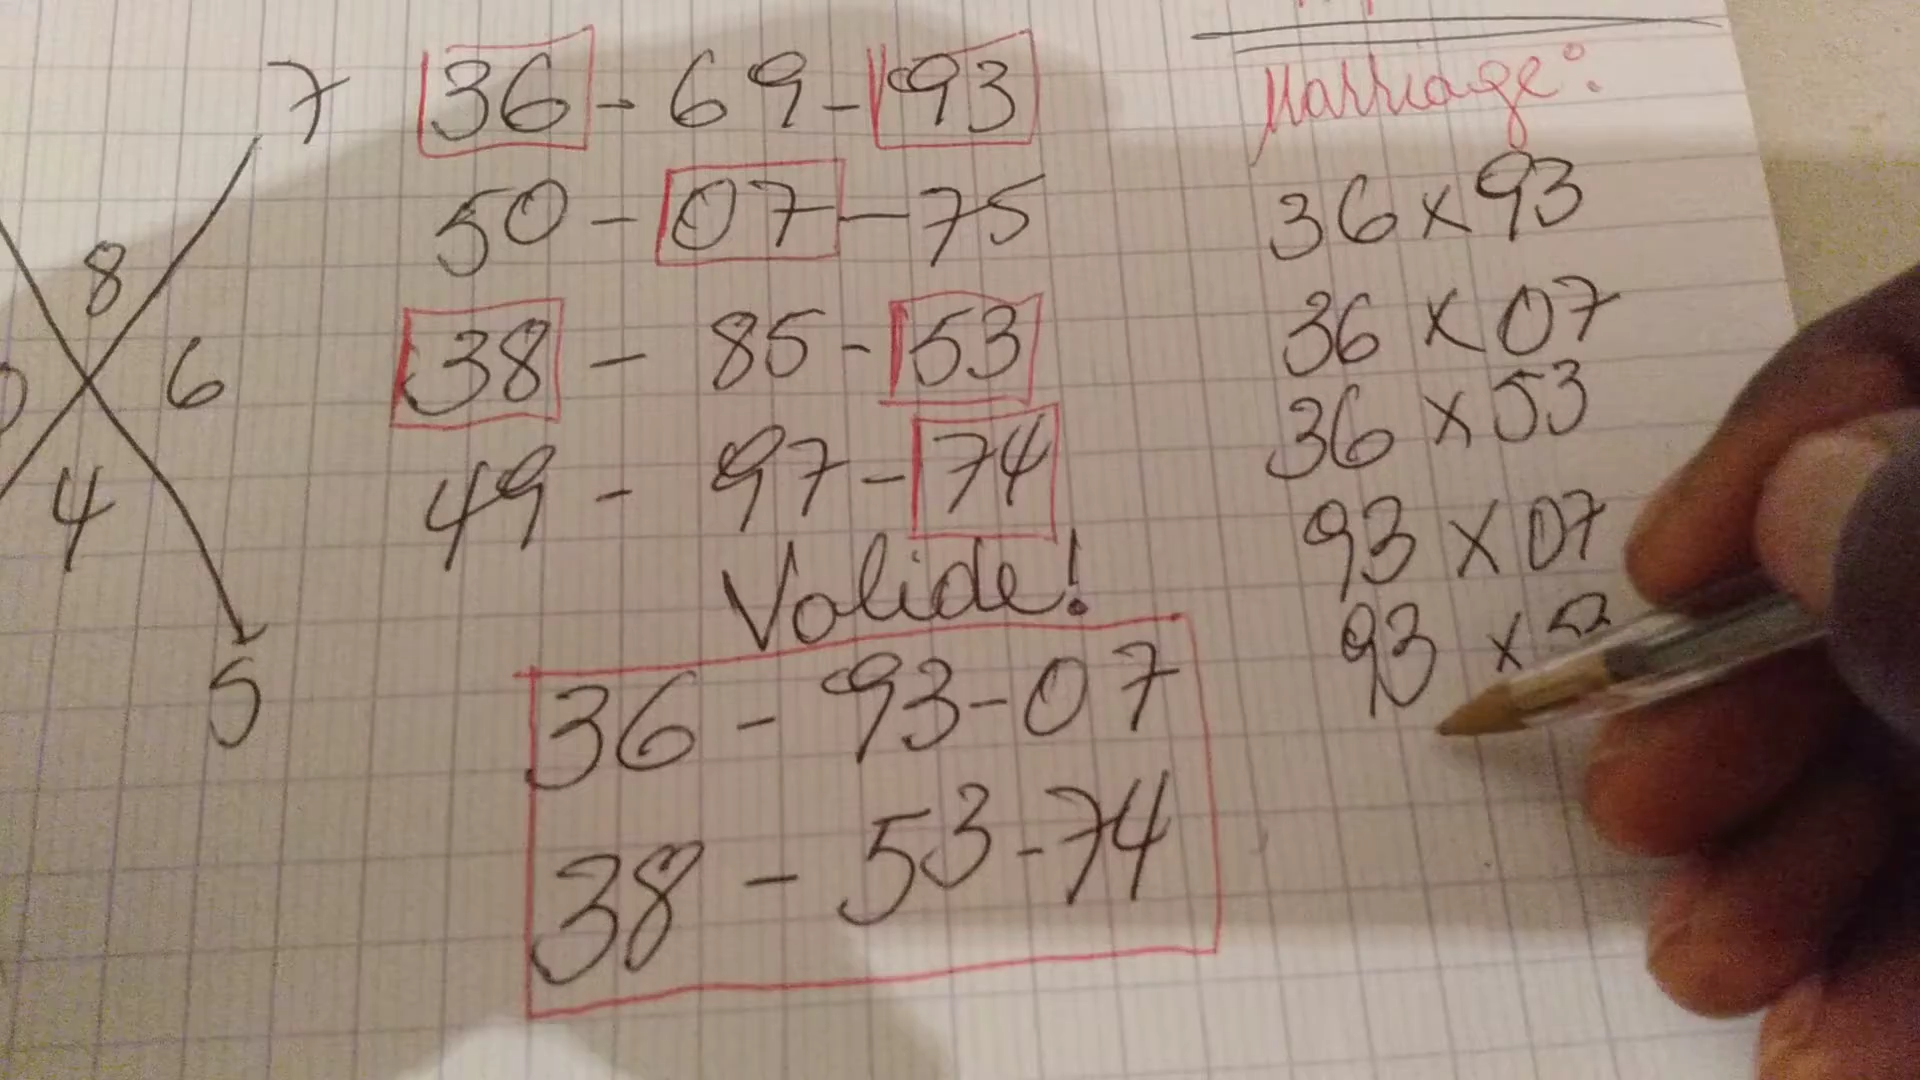 7
8
6
4
5
36 - 69 - 93
50 - 07 - 75
38 - 85 - 53
49 - 97 - 74
Valide!
36 - 93 - 07
38 - 53 - 74
Marriage:
36 x 93
36 x 07
36 x 53
93 x 07
93 x